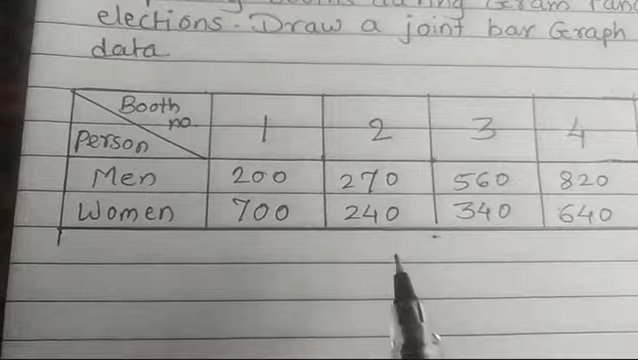 elections. Draw a joint bar Graph
data.
Booth no.
Person
1 2 3 4
Men 200 270 560 820
Women 700 240 340 640